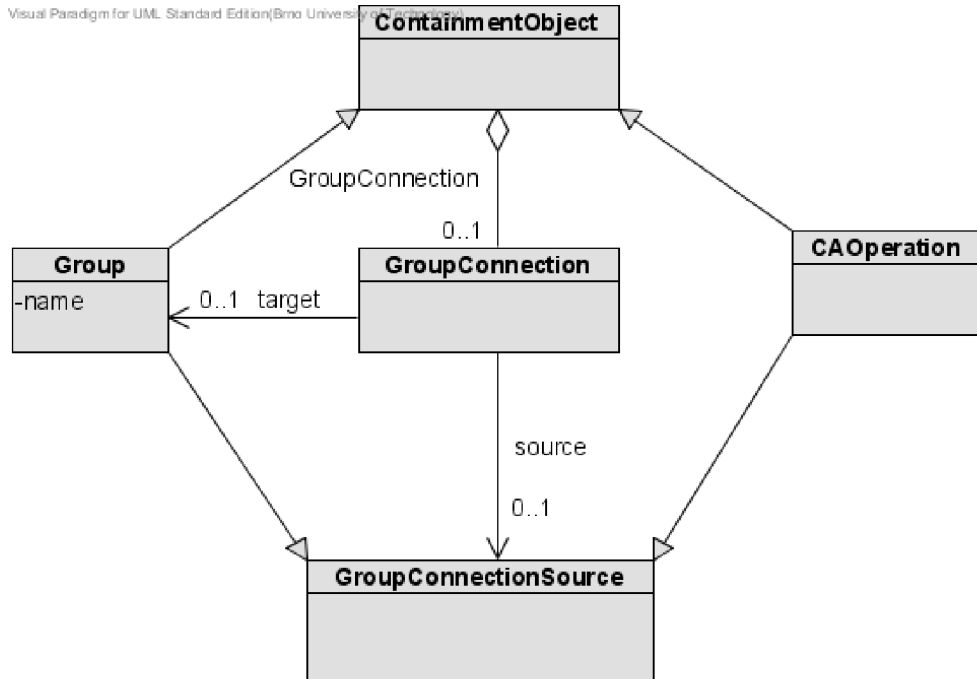 Visual Paradigm for UML Standard Edition(Brno University of Technology)
ContainmentObject
GroupConnection
0..1
Group
-name
GroupConnection
CAOperation
0..1 target
source
0..1
GroupConnectionSource